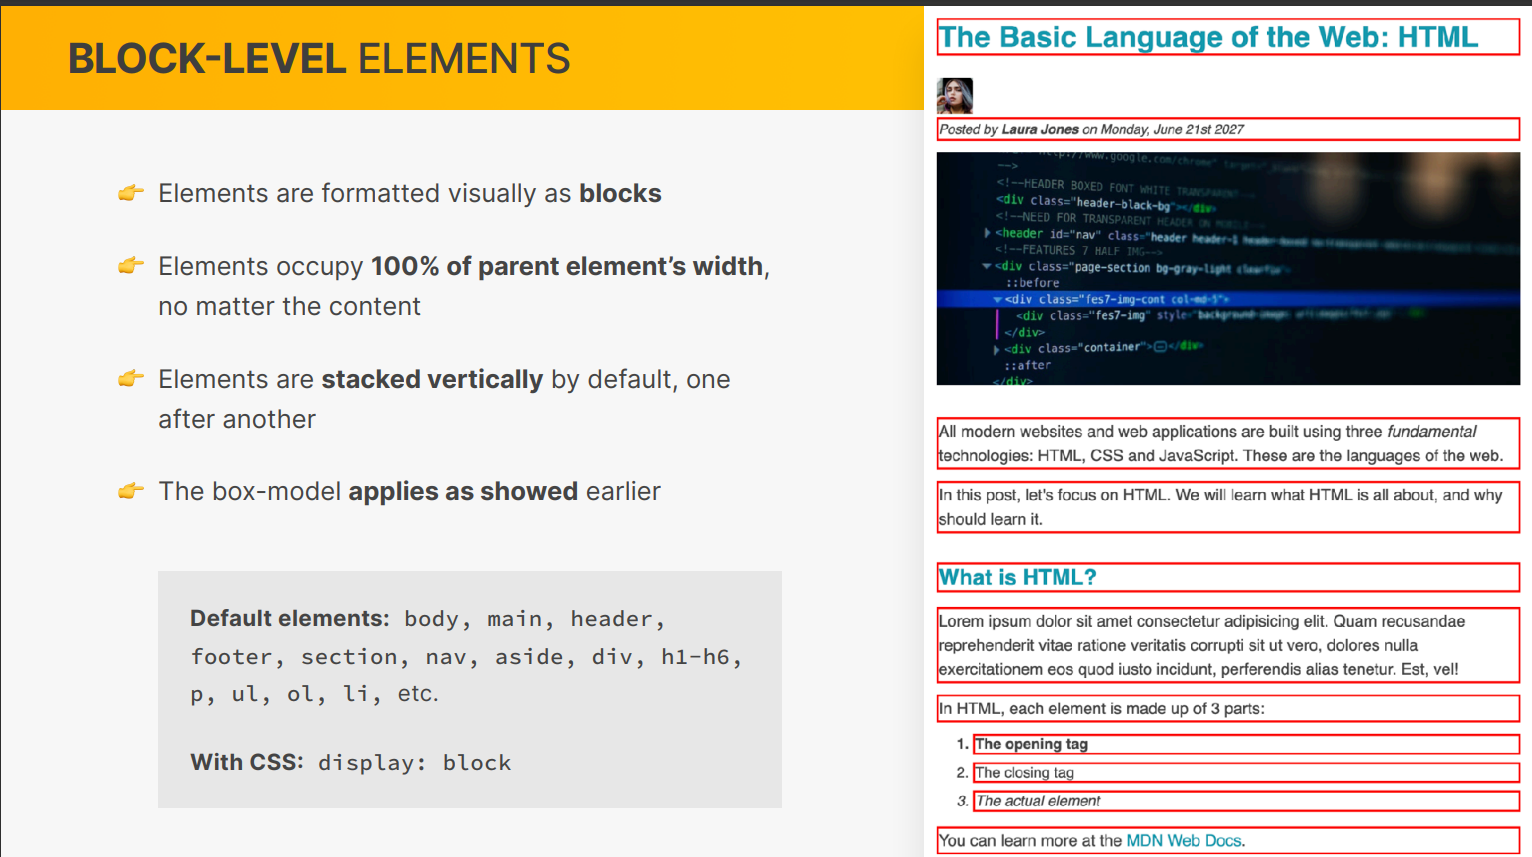 BLOCK-LEVEL ELEMENTS
👉 Elements are formatted visually as blocks
👉 Elements occupy 100% of parent element’s width,
no matter the content
👉 Elements are stacked vertically by default, one
after another
👉 The box-model applies as showed earlier
Default elements: body, main, header,
footer, section, nav, aside, div, h1-h6,
p, ul, ol, li, etc.
With CSS: display: block
The Basic Language of the Web: HTML
Posted by Laura Jones on Monday, June 21st 2027
-->
<!--HEADER BOXED FONT WHITE TRANSPARENT
<div class="header-black-bg"></div>
<!--NEED FOR TRANSPARENT HEADER ON
<header id="nav" class="header header-
<!--FEATURES 7 HALF IMG-->
<div class="page-section bg-gray-light
::before
<div class="fes7-img-cont col-md-5">
<div class="fes7-img" style="
</div>
<div class="container"></div>
::after
</div>
All modern websites and web applications are built using three fundamental
technologies: HTML, CSS and JavaScript. These are the languages of the web.
In this post, let's focus on HTML. We will learn what HTML is all about, and why
should learn it.
What is HTML?
Lorem ipsum dolor sit amet consectetur adipisicing elit. Quam recusandae
reprehenderit vitae ratione veritatis corrupti sit ut vero, dolores nulla
exercitationem eos quod iusto incidunt, perferendis alias tenetur. Est, vel!
In HTML, each element is made up of 3 parts:
1. The opening tag
2. The closing tag
3. The actual element
You can learn more at the MDN Web Docs.